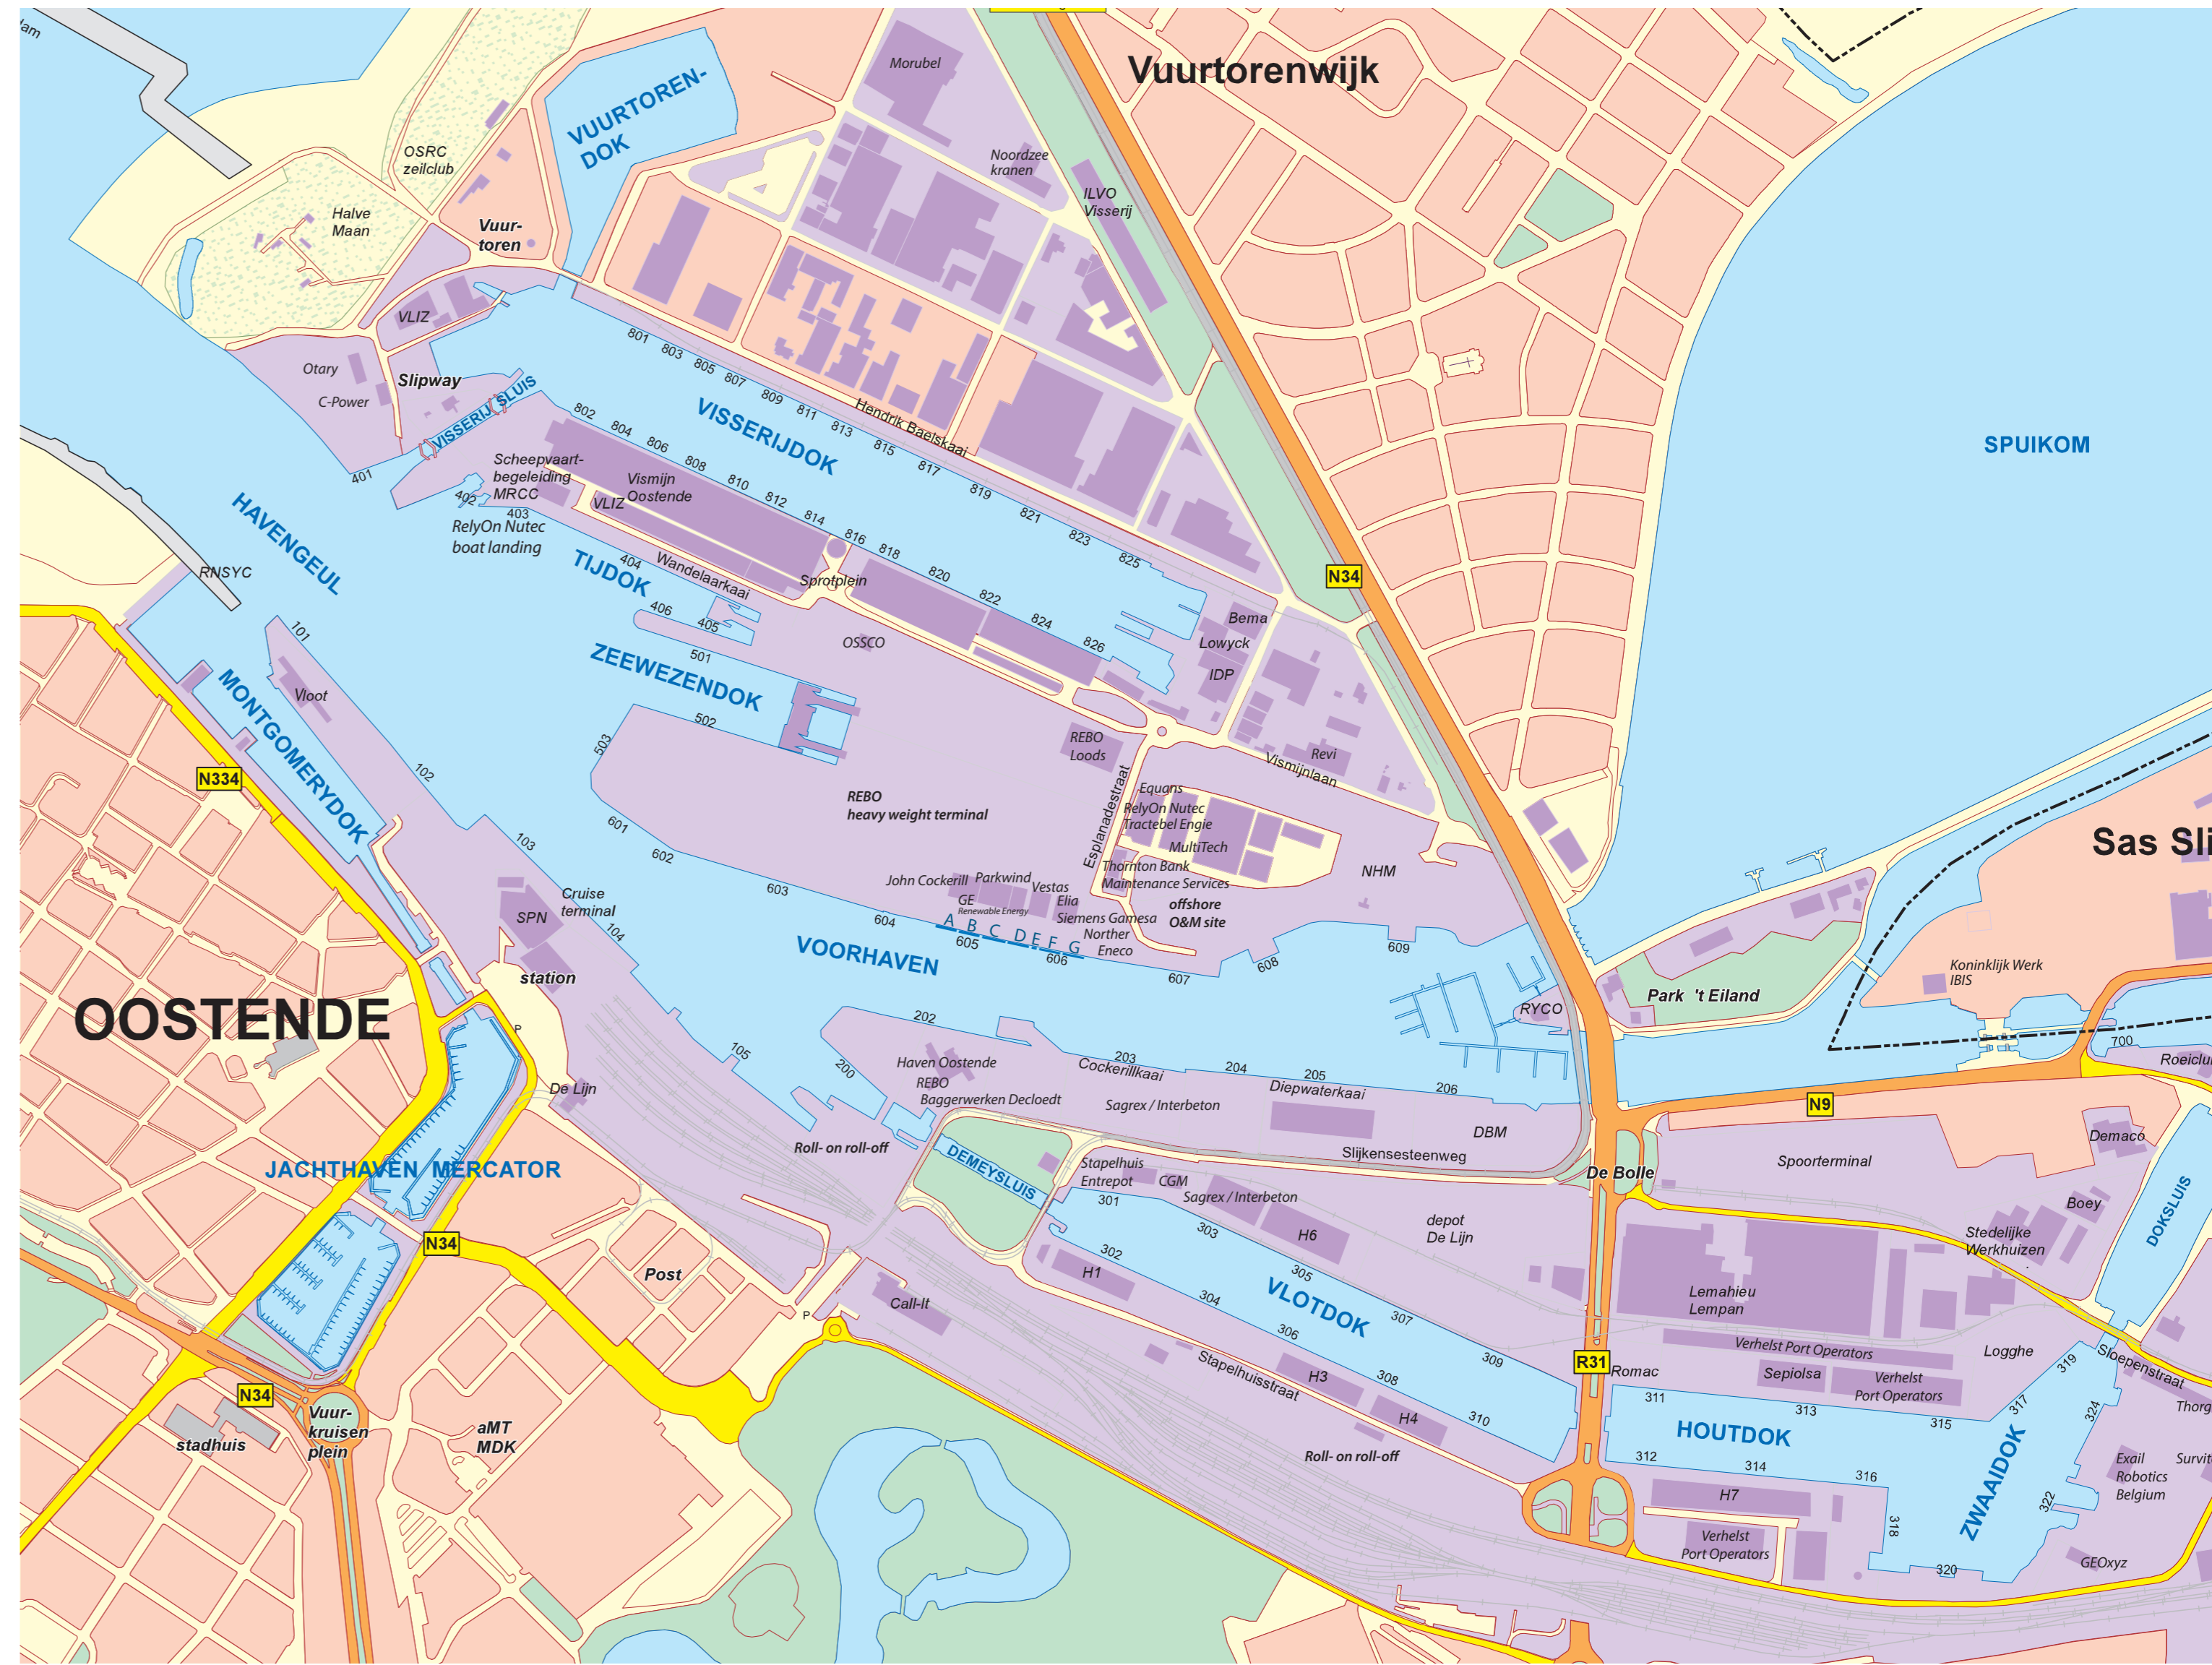 Vuurtorenwijk
Morubel
VUURTOREN-
DOK
Noordzee
kranen
ILVO
Visserij
OSRC
zeilclub
Halve
Maan
Vuur-
toren
VLIZ
Otary
C-Power
Slipway
VISSERIJ SLUIS
801
803
805
807
809
811
813
815
817
819
821
823
825
Hendrik Baelskaai
VISSERIJDOK
802
804
806
808
810
812
814
816
818
820
822
824
826
SPUIKOM
Scheepvaart-
begeleiding
MRCC
VLIZ
Vismijn
Oostende
401
402
403
404
405
406
RelyOn Nutec
boat landing
HAVENGEUL
TIJDOK
Wandelaarkaai
Sprotplein
RNSYC
N34
Bema
Lowyck
IDP
OSSCO
501
ZEEWEZENDOK
502
503
101
Vloot
MONTGOMERYDOK
102
N334
REBO
Loods
Revi
Vismijnlaan
Esplanadestraat
REBO
heavy weight terminal
Equans
RelyOn Nutec
Tractebel Engie
MultiTech
Thornton Bank
Maintenance Services
NHM
offshore
O&M site
601
602
603
604
605
606
607
608
609
John Cockerill
Parkwind
GE
Renewable Energy
Vestas
Elia
Siemens Gamesa
Norther
Eneco
A B C D E F G
VOORHAVEN
103
Cruise
terminal
SPN
104
station
OOSTENDE
P
105
De Lijn
JACHTHAVEN MERCATOR
N34
200
202
Haven Oostende
REBO
Baggerwerken Decloedt
203
Cockerillkaai
204
205
Diepwaterkaai
206
Sagrex / Interbeton
DBM
Slijkensesteenweg
RYCO
Park 't Eiland
Koninklijk Werk
IBIS
Sas Sli
700
Roeiclu
N9
Demaco
Spoorterminal
De Bolle
Roll- on roll-off
DEMEYSLUIS
Stapelhuis
Entrepot
CGM
Sagrex / Interbeton
H6
depot
De Lijn
Boey
DOKSLUIS
Stedelijke
Werkhuizen
301
302
303
304
305
306
307
308
309
310
H1
VLOTDOK
H3
H4
Stapelhuisstraat
Post
Call-It
P
Lemahieu
Lempan
Verhelst Port Operators
R31
Romac
Sepiolsa
Verhelst
Port Operators
Logghe
Sloepenstraat
311
313
315
317
319
HOUTDOK
312
314
316
318
320
322
324
ZWAAIDOK
H7
Verhelst
Port Operators
Thorg
Exail
Robotics
Belgium
Survit
GEOxyz
Roll- on roll-off
N34
Vuur-
kruisen
plein
stadhuis
aMT
MDK